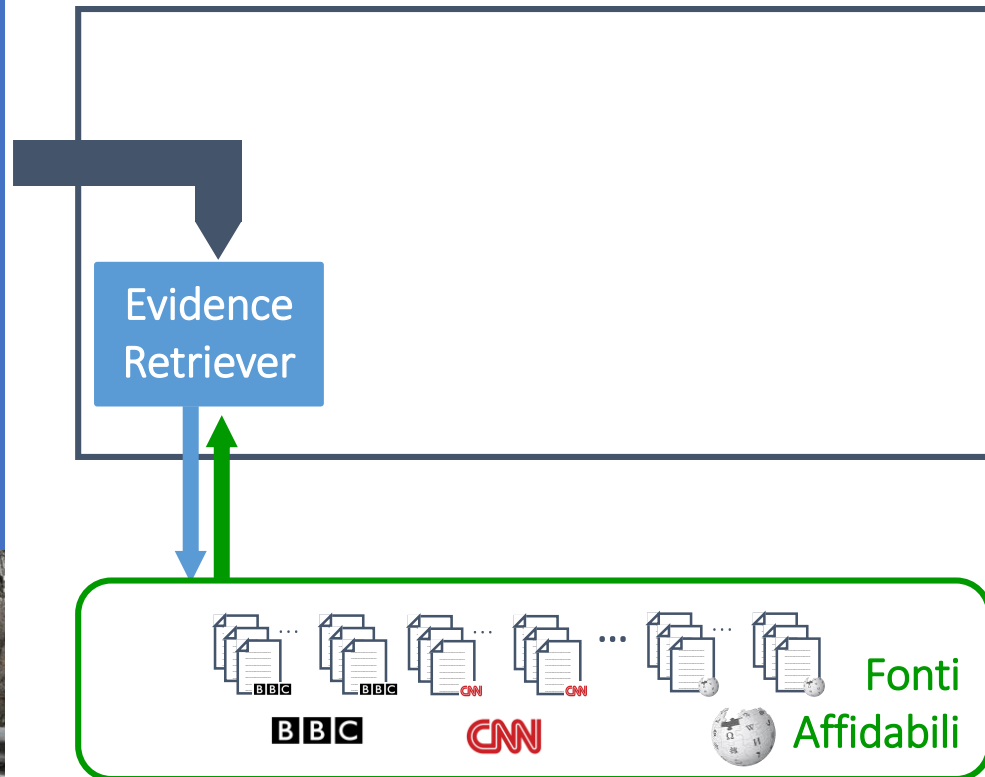 Evidence
Retriever
... ... ... ...
BBC BBC CNN CNN
Fonti
BBC CNN Affidabili